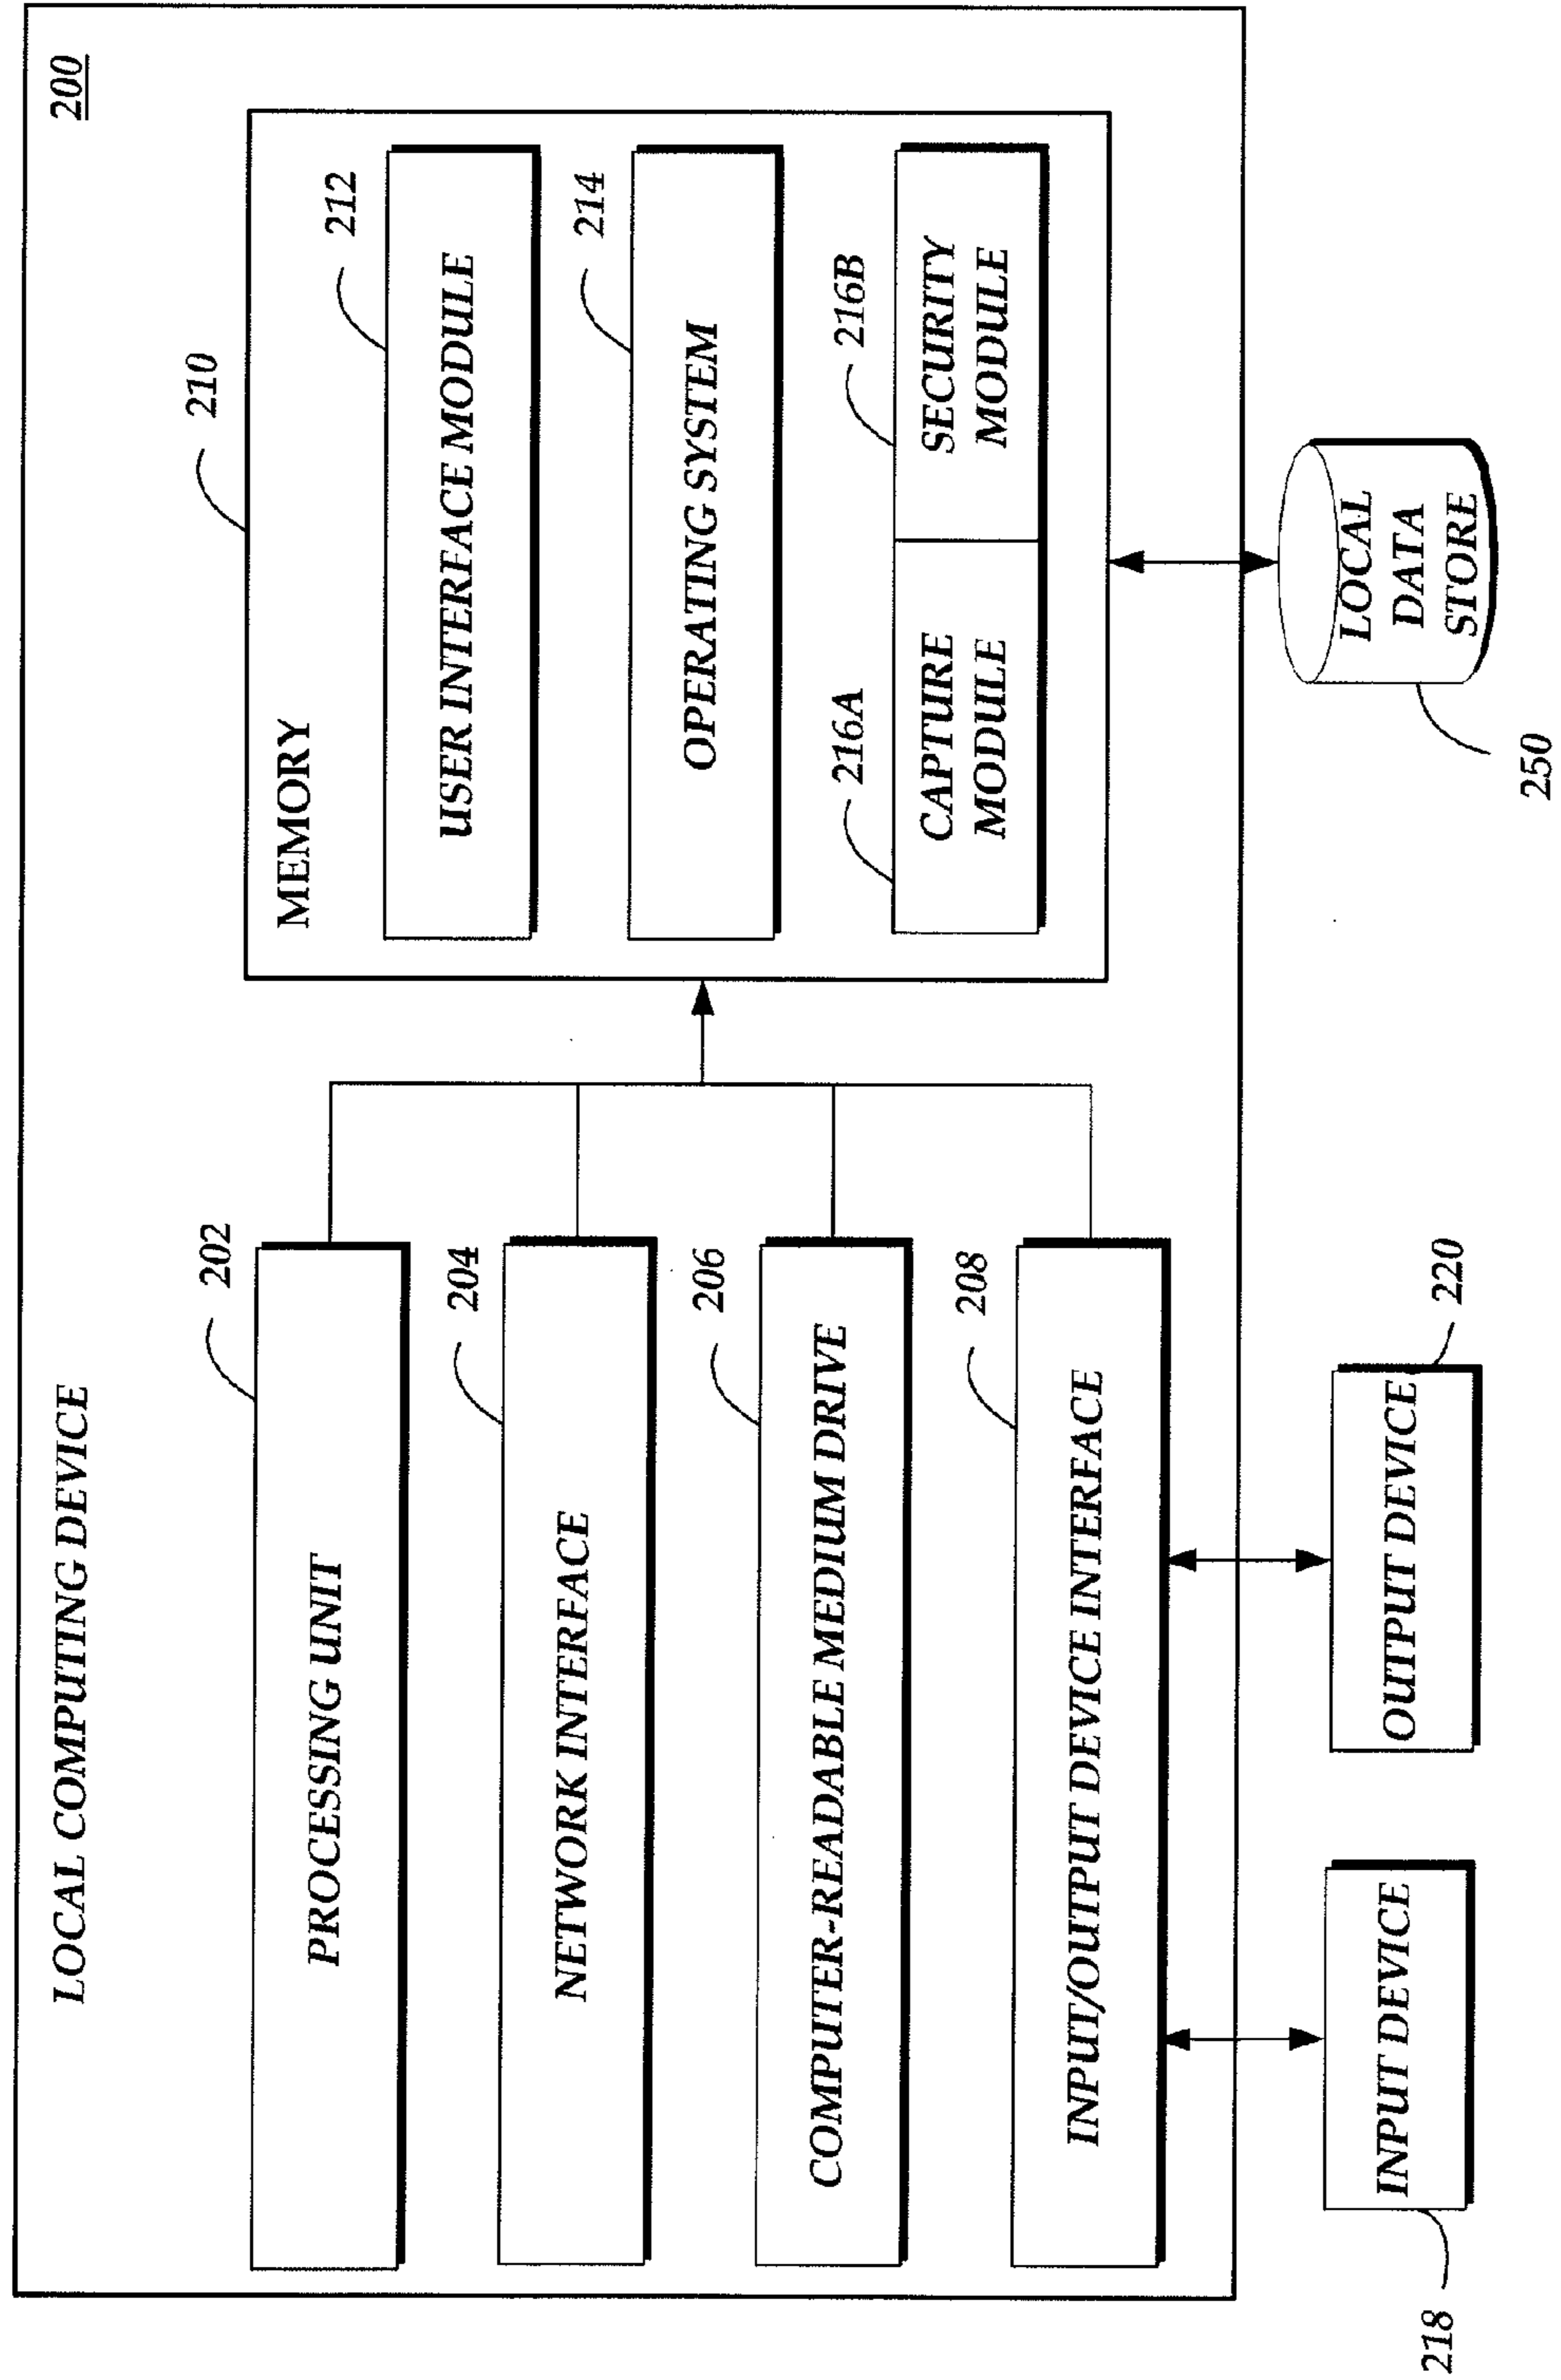 LOCAL COMPUTING DEVICE
200
202
PROCESSING UNIT
204
NETWORK INTERFACE
206
COMPUTER-READABLE MEDIUM DRIVE
208
INPUT/OUTPUT DEVICE INTERFACE
210
MEMORY
212
USER INTERFACE MODULE
214
OPERATING SYSTEM
216A
CAPTURE
MODULE
216B
SECURITY
MODULE
218
INPUT DEVICE
OUTPUT DEVICE
220
LOCAL
DATA
STORE
250